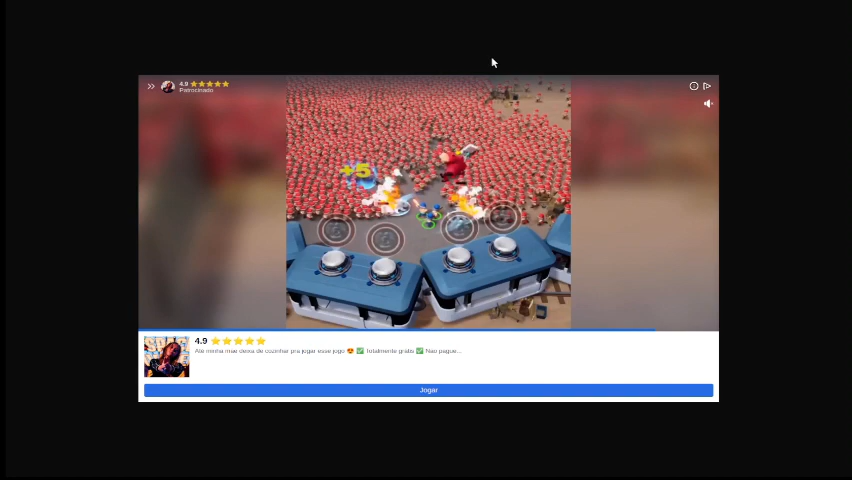 4.9 ⭐⭐⭐⭐⭐
Patrocinado
+5
4.9 ⭐⭐⭐⭐⭐
Até minha mãe deixa de cozinhar pra jogar esse jogo 😍 ✅ Totalmente grátis ✅ Não pague...
Jogar